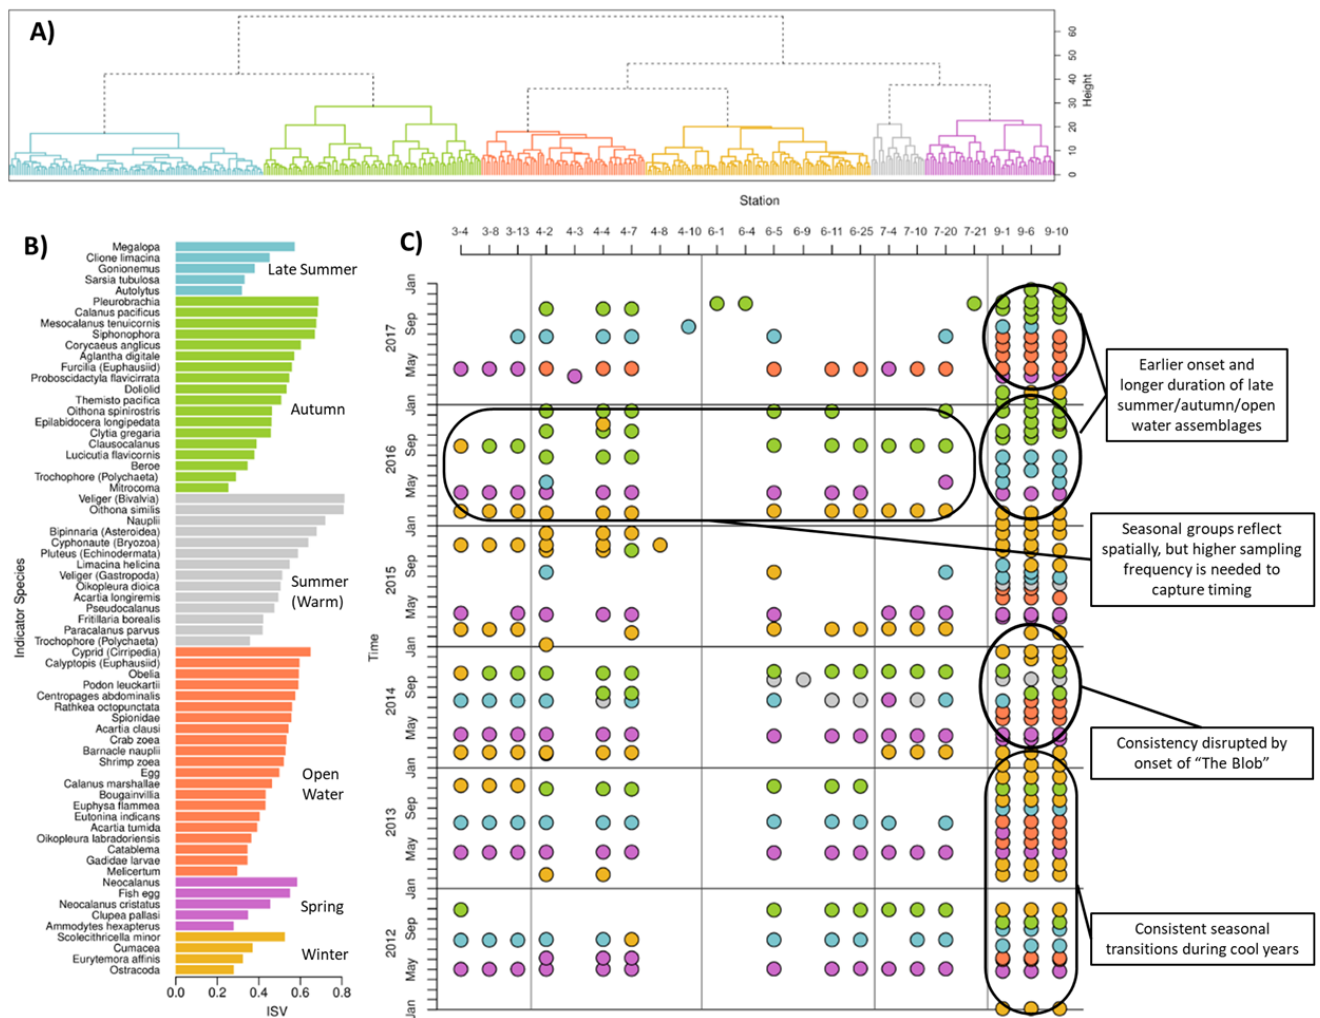 A)
60
50
40
30
20
10
0
Height
Station
B)
Indicator Species
Megalopa
Clione limacina
Gonionemus
Sarsia tubulosa
Autolytus
Late Summer
Pleurobrachia
Calanus pacificus
Mesocalanus tenuicornis
Siphonophora
Corycaeus anglicus
Aglantha digitale
Furcilia (Euphausiid)
Proboscidactyla flavicirrata
Doliolid
Themisto pacifica
Oithona spinirostris
Epilabidocera longipedata
Clytia gregaria
Clausocalanus
Lucicutia flavicornis
Beroe
Trochophore (Polychaeta)
Mitrocoma
Autumn
Veliger (Bivalvia)
Oithona similis
Nauplii
Bipinnaria (Asteroidea)
Cyphonaute (Bryozoa)
Pluteus (Echinodermata)
Limacina helicina
Veliger (Gastropoda)
Oikopleura dioica
Acartia longiremis
Pseudocalanus
Fritillaria borealis
Paracalanus parvus
Trochophore (Polychaeta)
Summer
(Warm)
Cyprid (Cirripedia)
Calyptopis (Euphausiid)
Obelia
Podon leuckartii
Centropages abdominalis
Rathkea octopunctata
Spionidae
Acartia clausi
Crab zoea
Barnacle nauplii
Shrimp zoea
Egg
Calanus marshallae
Bougainvillia
Euphysa flammea
Eutonina indicans
Acartia tumida
Oikopleura labradoriensis
Catablema
Gadidae larvae
Melicertum
Open
Water
Neocalanus
Fish egg
Neocalanus cristatus
Clupea pallasi
Ammodytes hexapterus
Spring
Scolecithricella minor
Cumacea
Eurytemora affinis
Ostracoda
Winter
0.0 0.2 0.4 0.6 0.8
ISV
C)
3-4 3-8 3-13 4-2 4-3 4-4 4-7 4-8 4-10 6-1 6-4 6-5 6-9 6-11 6-25 7-4 7-10 7-20 7-21 9-1 9-6 9-10
Time
Jan
Sep
2017
May
Jan
Sep
2016
May
Jan
Sep
2015
May
Jan
Sep
2014
May
Jan
Sep
2013
May
Jan
Sep
2012
May
Jan
Earlier onset and
longer duration of late
summer/autumn/open
water assemblages
Seasonal groups reflect
spatially, but higher sampling
frequency is needed to
capture timing
Consistency disrupted by
onset of “The Blob”
Consistent seasonal
transitions during cool years